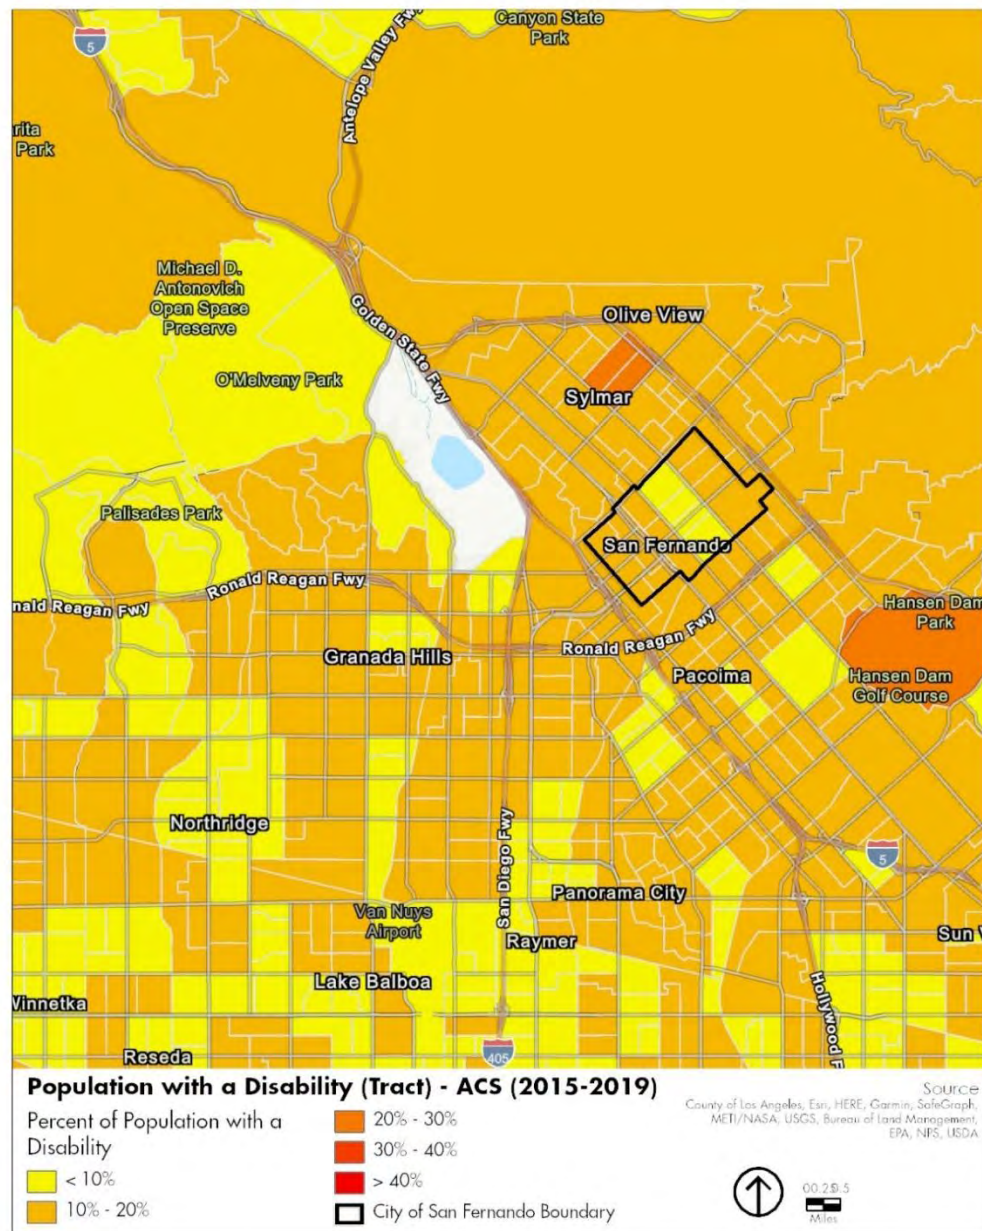 Canyon State
Park
5
Antelope Valley Fwy
rita
Park
Michael D.
Antonovich
Open Space
Preserve
Golden State Fwy
Olive View
O'Melveny Park
Sylmar
Palisades Park
San Fernando
Ronald Reagan Fwy
nald Reagan Fwy
Hansen Dam
Park
Ronald Reagan Fwy
Granada Hills
Pacoima
Hansen Dam
Golf Course
Northridge
San Diego Fwy
5
Panorama City
Van Nuys
Airport
Raymer
Sun V
Lake Balboa
Winnetka
Hollywood F
Reseda
405
Population with a Disability (Tract) - ACS (2015-2019)
Percent of Population with a
Disability
< 10%
10% - 20%
20% - 30%
30% - 40%
> 40%
City of San Fernando Boundary
Source
County of Los Angeles, Esri, HERE, Garmin, SafeGraph,
METI/NASA, USGS, Bureau of Land Management,
EPA, NPS, USDA
Miles